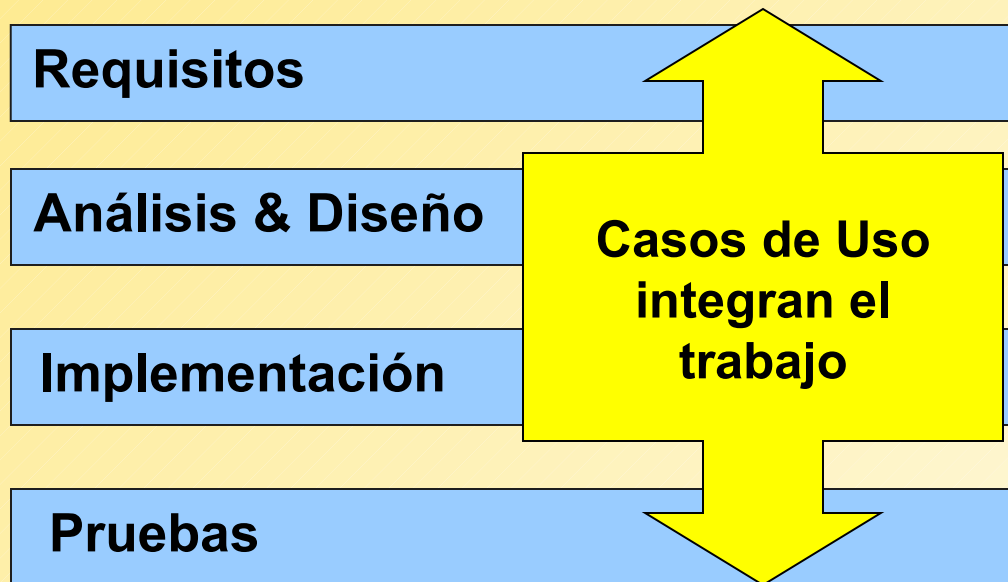 Requisitos
Análisis & Diseño
Casos de Uso
integran el
trabajo
Implementación
Pruebas